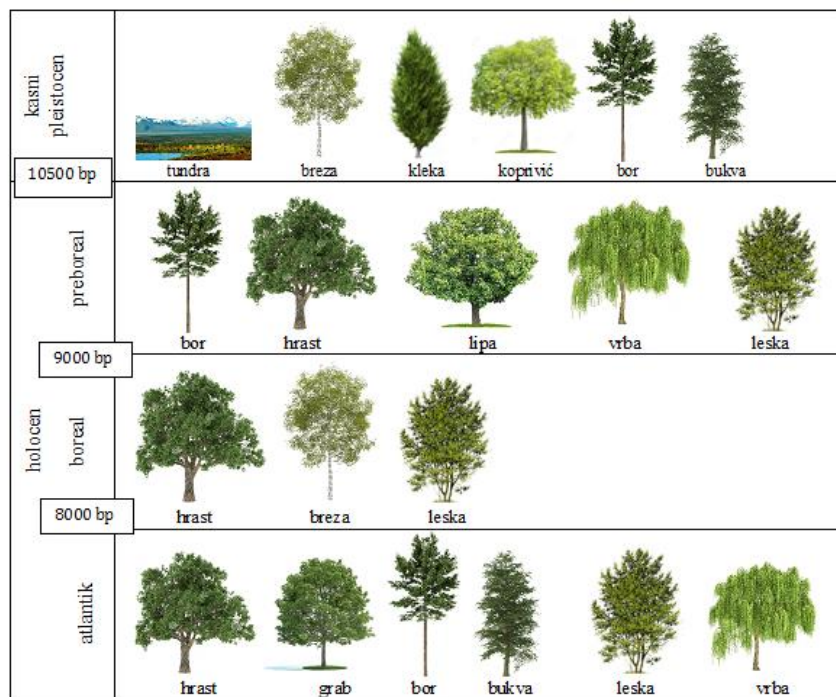 kasni
pleistocen
tundra breza kleka koprivić bor bukva
10500 bp
holocen
preboreal
bor hrast lipa vrba leska
9000 bp
boreal
hrast breza leska
8000 bp
atlantik
hrast grab bor bukva leska vrba